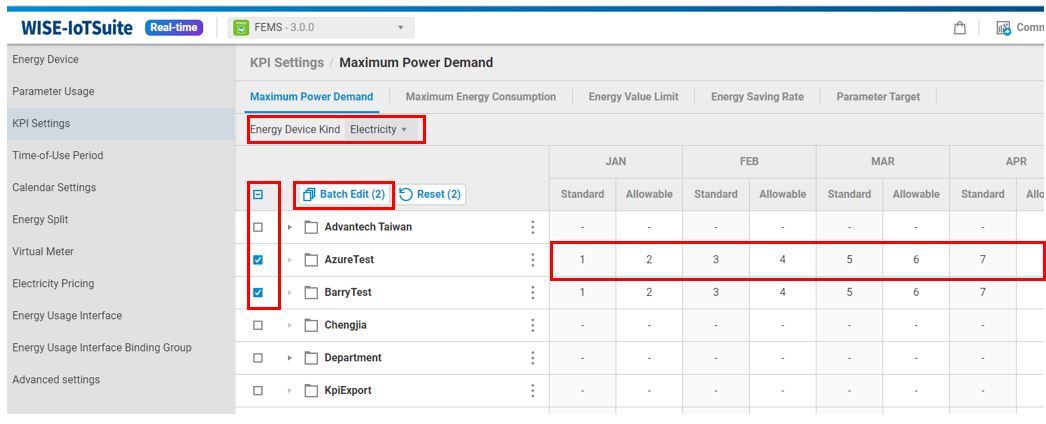 WISE-IoTSuite Real-time FEMS - 3.0.0 Comm
Energy Device
Parameter Usage
KPI Settings
Time-of-Use Period
Calendar Settings
Energy Split
Virtual Meter
Electricity Pricing
Energy Usage Interface
Energy Usage Interface Binding Group
Advanced settings
KPI Settings / Maximum Power Demand
Maximum Power Demand Maximum Energy Consumption Energy Value Limit Energy Saving Rate Parameter Target
Energy Device Kind Electricity
JAN FEB MAR APR
Batch Edit (2) Reset (2) Standard Allowable Standard Allowable Standard Allowable Standard Allo
Advantech Taiwan - - - - - - -
AzureTest 1 2 3 4 5 6 7
BarryTest 1 2 3 4 5 6 7
Chengjia - - - - - - -
Department - - - - - - -
KpiExport - - - - - - -